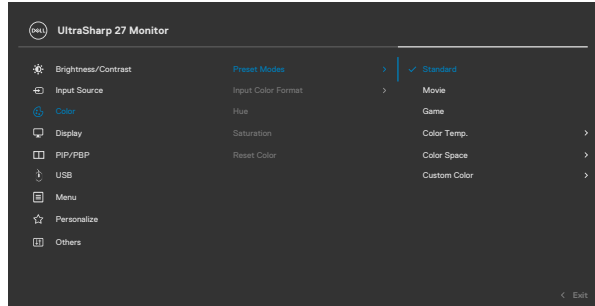 DELL UltraSharp 27 Monitor
Brightness/Contrast
Input Source
Color
Display
PIP/PBP
USB
Menu
Personalize
Others
Preset Modes
Input Color Format
Hue
Saturation
Reset Color
Standard
Movie
Game
Color Temp.
Color Space
Custom Color
Exit